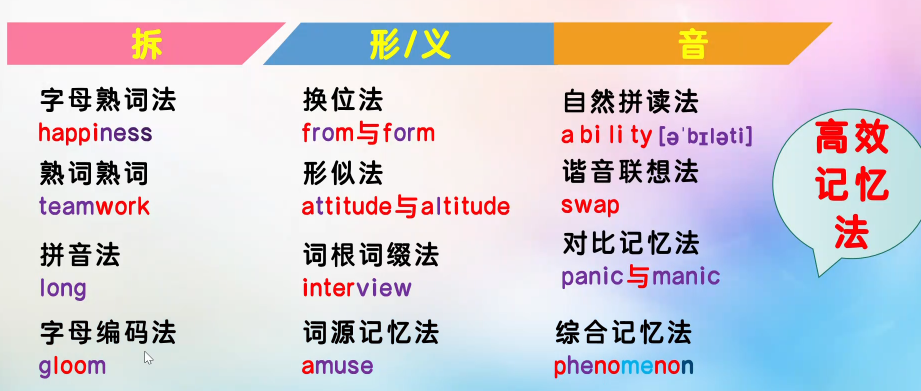 拆
形/义
音
字母熟词法
happiness
熟词熟词
teamwork
拼音法
long
字母编码法
gloom
换位法
from与form
形似法
attitude与altitude
词根词缀法
interview
词源记忆法
amuse
自然拼读法
a bi li ty [ə'bɪləti]
谐音联想法
swap
对比记忆法
panic与manic
综合记忆法
phenomenon
高效
记忆
法